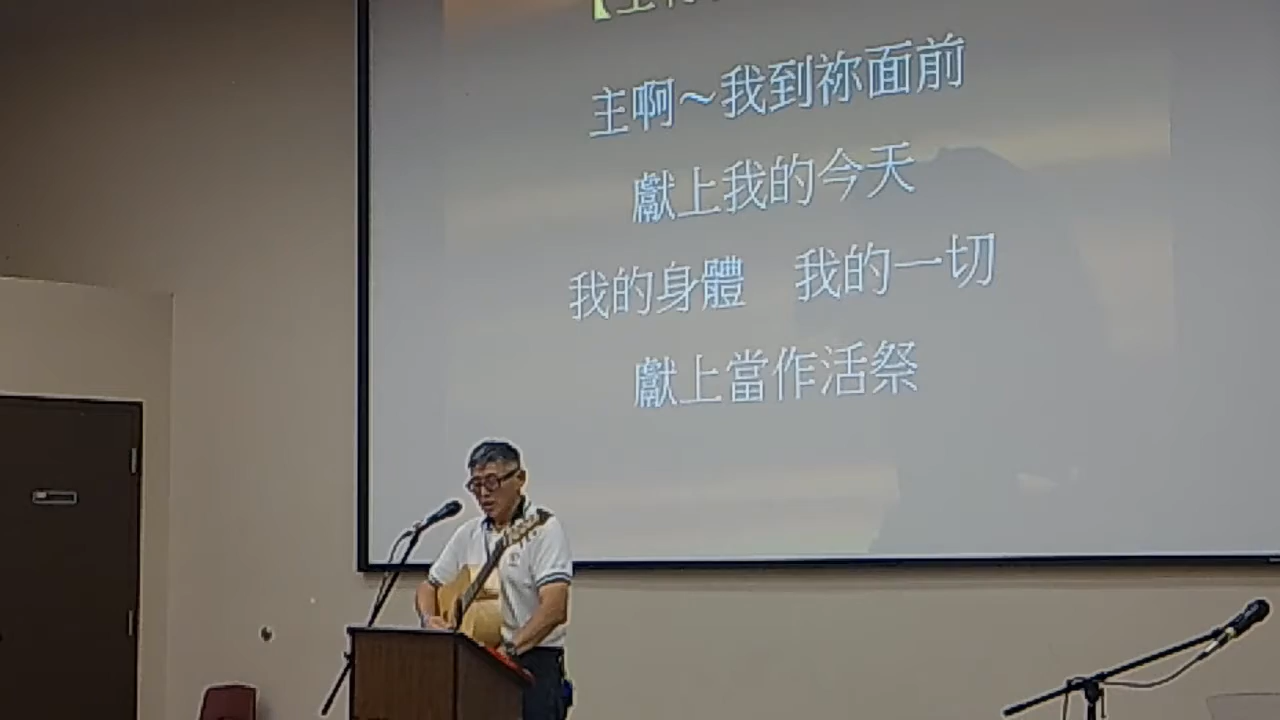 主啊～我到祢面前
獻上我的今天
我的身體　我的一切
獻上當作活祭